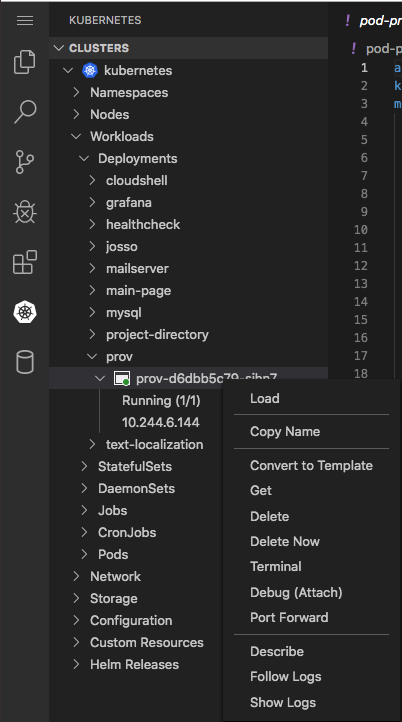 KUBERNETES
! pod-pr
CLUSTERS
! pod-p
kubernetes
Namespaces
Nodes
Workloads
Deployments
cloudshell
grafana
healthcheck
josso
mailserver
main-page
mysql
project-directory
prov
prov-d6dbb5c79-sjhp7
Running (1/1)
10.244.6.144
text-localization
StatefulSets
DaemonSets
Jobs
CronJobs
Pods
Network
Storage
Configuration
Custom Resources
Helm Releases
1 a
2 k
3 m
4
5
6
7
8
9
10
11
12
13
14
15
16
17
18
Load
Copy Name
Convert to Template
Get
Delete
Delete Now
Terminal
Debug (Attach)
Port Forward
Describe
Follow Logs
Show Logs